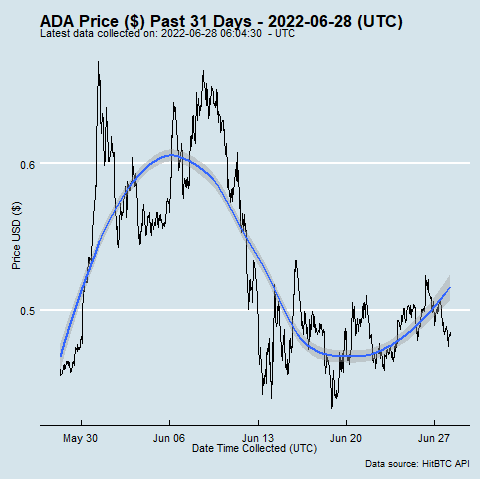 ADA Price ($) Past 31 Days - 2022-06-28 (UTC)
Latest data collected on: 2022-06-28 06:04:30 - UTC
0.6
0.5
Price USD ($)
May 30
Jun 06
Jun 13
Jun 20
Jun 27
Date Time Collected (UTC)
Data source: HitBTC API